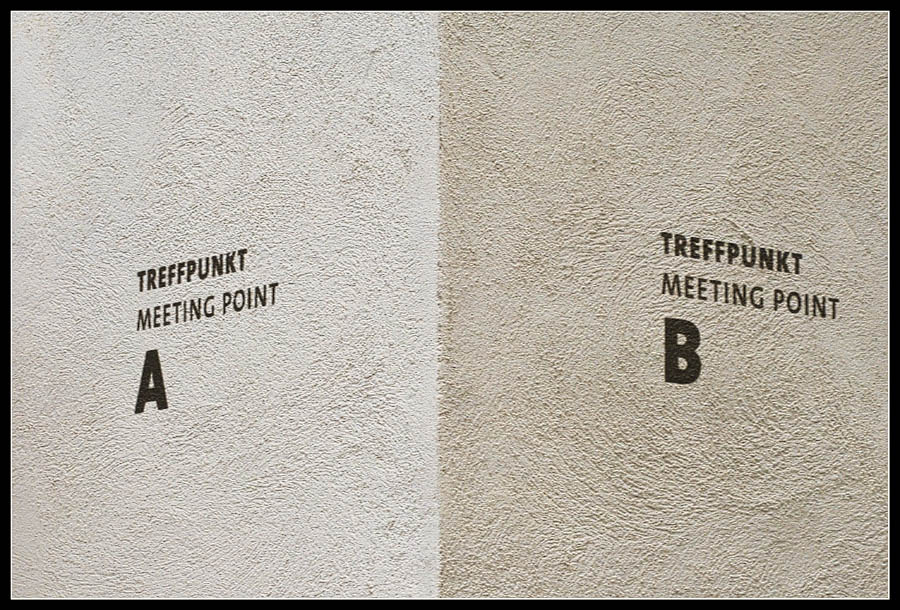 TREFFPUNKT
MEETING POINT
A
TREFFPUNKT
MEETING POINT
B